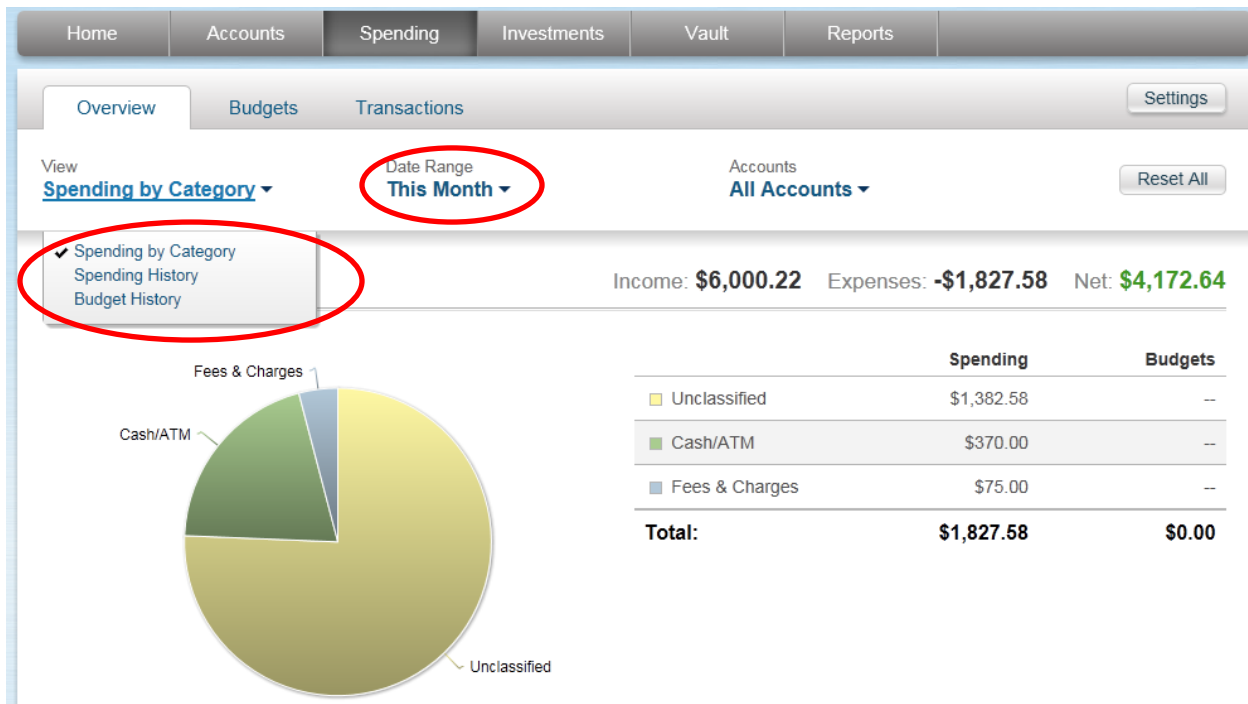 Home Accounts Spending Investments Vault Reports
Overview Budgets Transactions Settings
View Date Range Accounts
Spending by Category This Month All Accounts Reset All
Spending by Category
Spending History
Budget History
Income: $6,000.22 Expenses: -$1,827.58 Net: $4,172.64
Fees & Charges
Cash/ATM
Unclassified
Spending Budgets
Unclassified $1,382.58 --
Cash/ATM $370.00 --
Fees & Charges $75.00 --
Total: $1,827.58 $0.00